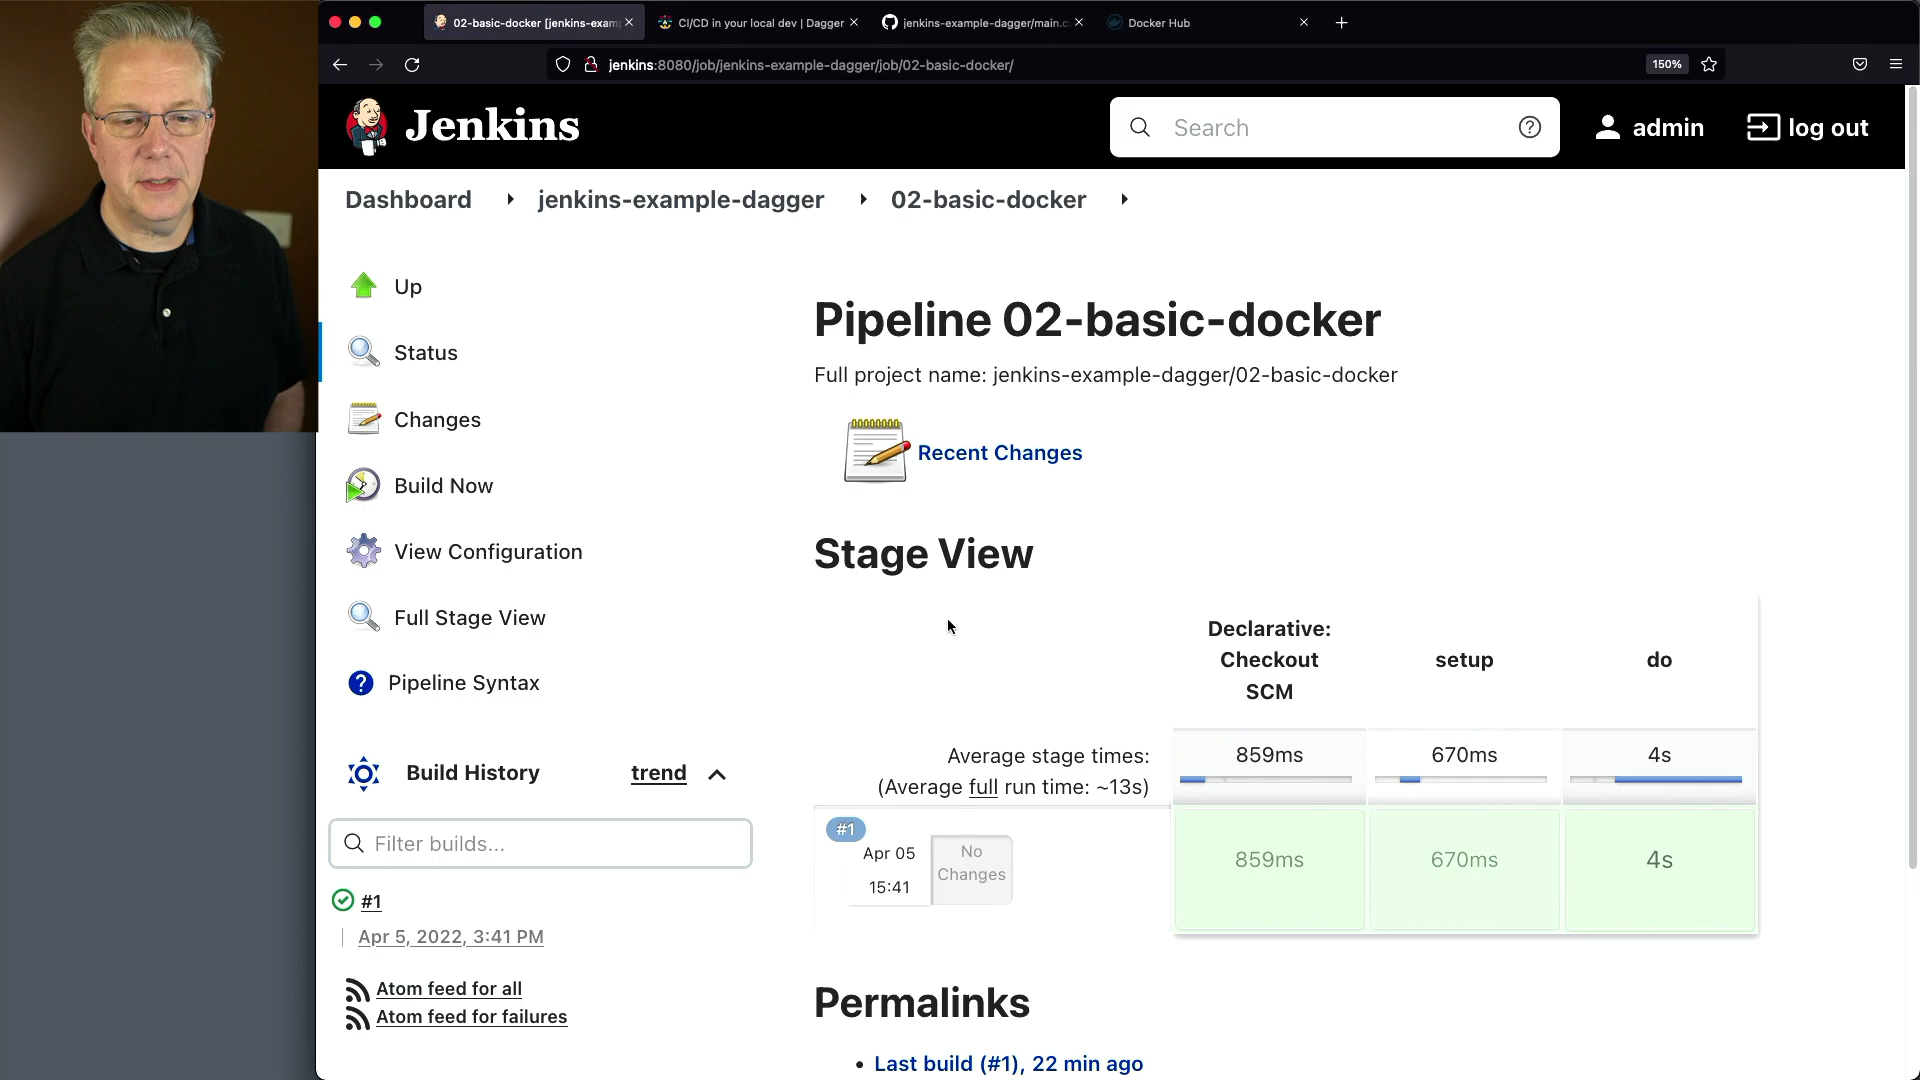 02-basic-docker [jenkins-exam
CI/CD in your local dev | Dagger
jenkins-example-dagger/main.c
Docker Hub
jenkins:8080/job/jenkins-example-dagger/job/02-basic-docker/
150%
Jenkins
Search
admin
log out
Dashboard
jenkins-example-dagger
02-basic-docker
Up
Status
Changes
Build Now
View Configuration
Full Stage View
Pipeline Syntax
Build History
trend
Filter builds...
#1
Apr 5, 2022, 3:41 PM
Atom feed for all
Atom feed for failures
Pipeline 02-basic-docker
Full project name: jenkins-example-dagger/02-basic-docker
Recent Changes
Stage View
Declarative:
Checkout
SCM
setup
do
Average stage times:
(Average full run time: ~13s)
859ms
670ms
4s
#1
Apr 05
15:41
No
Changes
859ms
670ms
4s
Permalinks
Last build (#1), 22 min ago